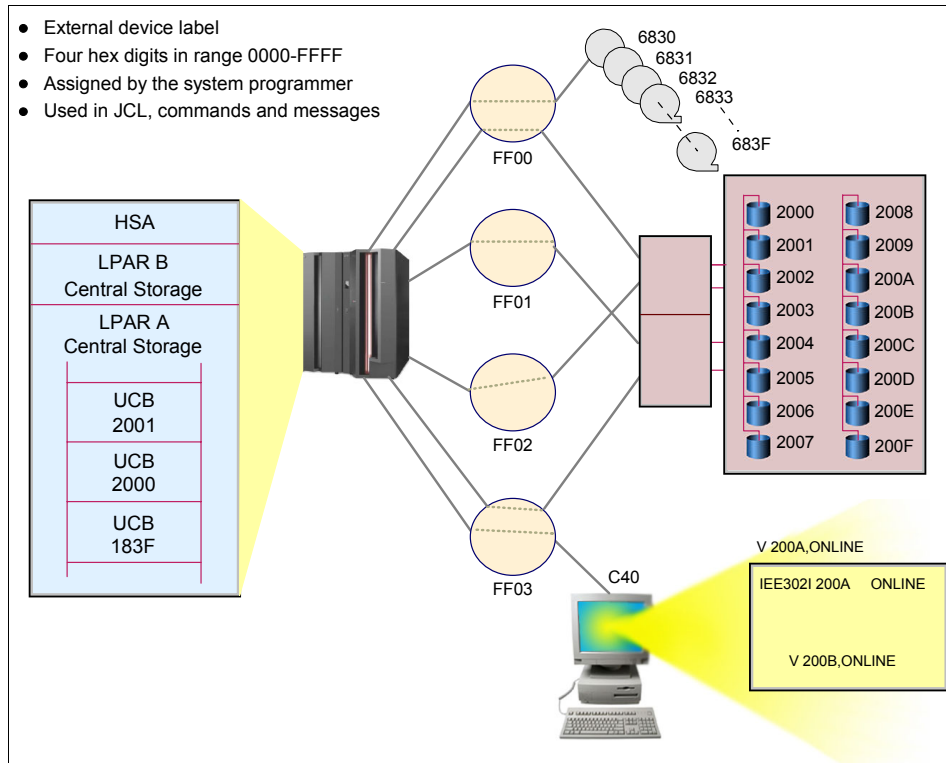 External device label
Four hex digits in range 0000-FFFF
Assigned by the system programmer
Used in JCL, commands and messages
6830
6831
6832
6833
683F
FF00
FF01
FF02
FF03
HSA
LPAR B
Central Storage
LPAR A
Central Storage
UCB
2001
UCB
2000
UCB
183F
2000
2001
2002
2003
2004
2005
2006
2007
2008
2009
200A
200B
200C
200D
200E
200F
C40
V 200A,ONLINE
IEE302I 200A ONLINE
V 200B,ONLINE